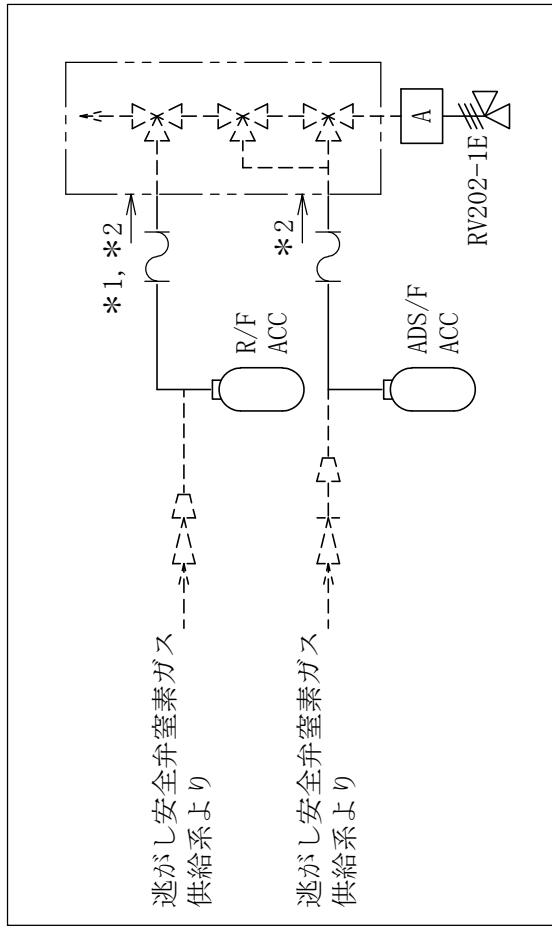 逃がし安全弁窒素ガス
供給系より
*1, *2
R/F
ACC
逃がし安全弁窒素ガス
供給系より
*2
ADS/F
ACC
A
RV202-1E